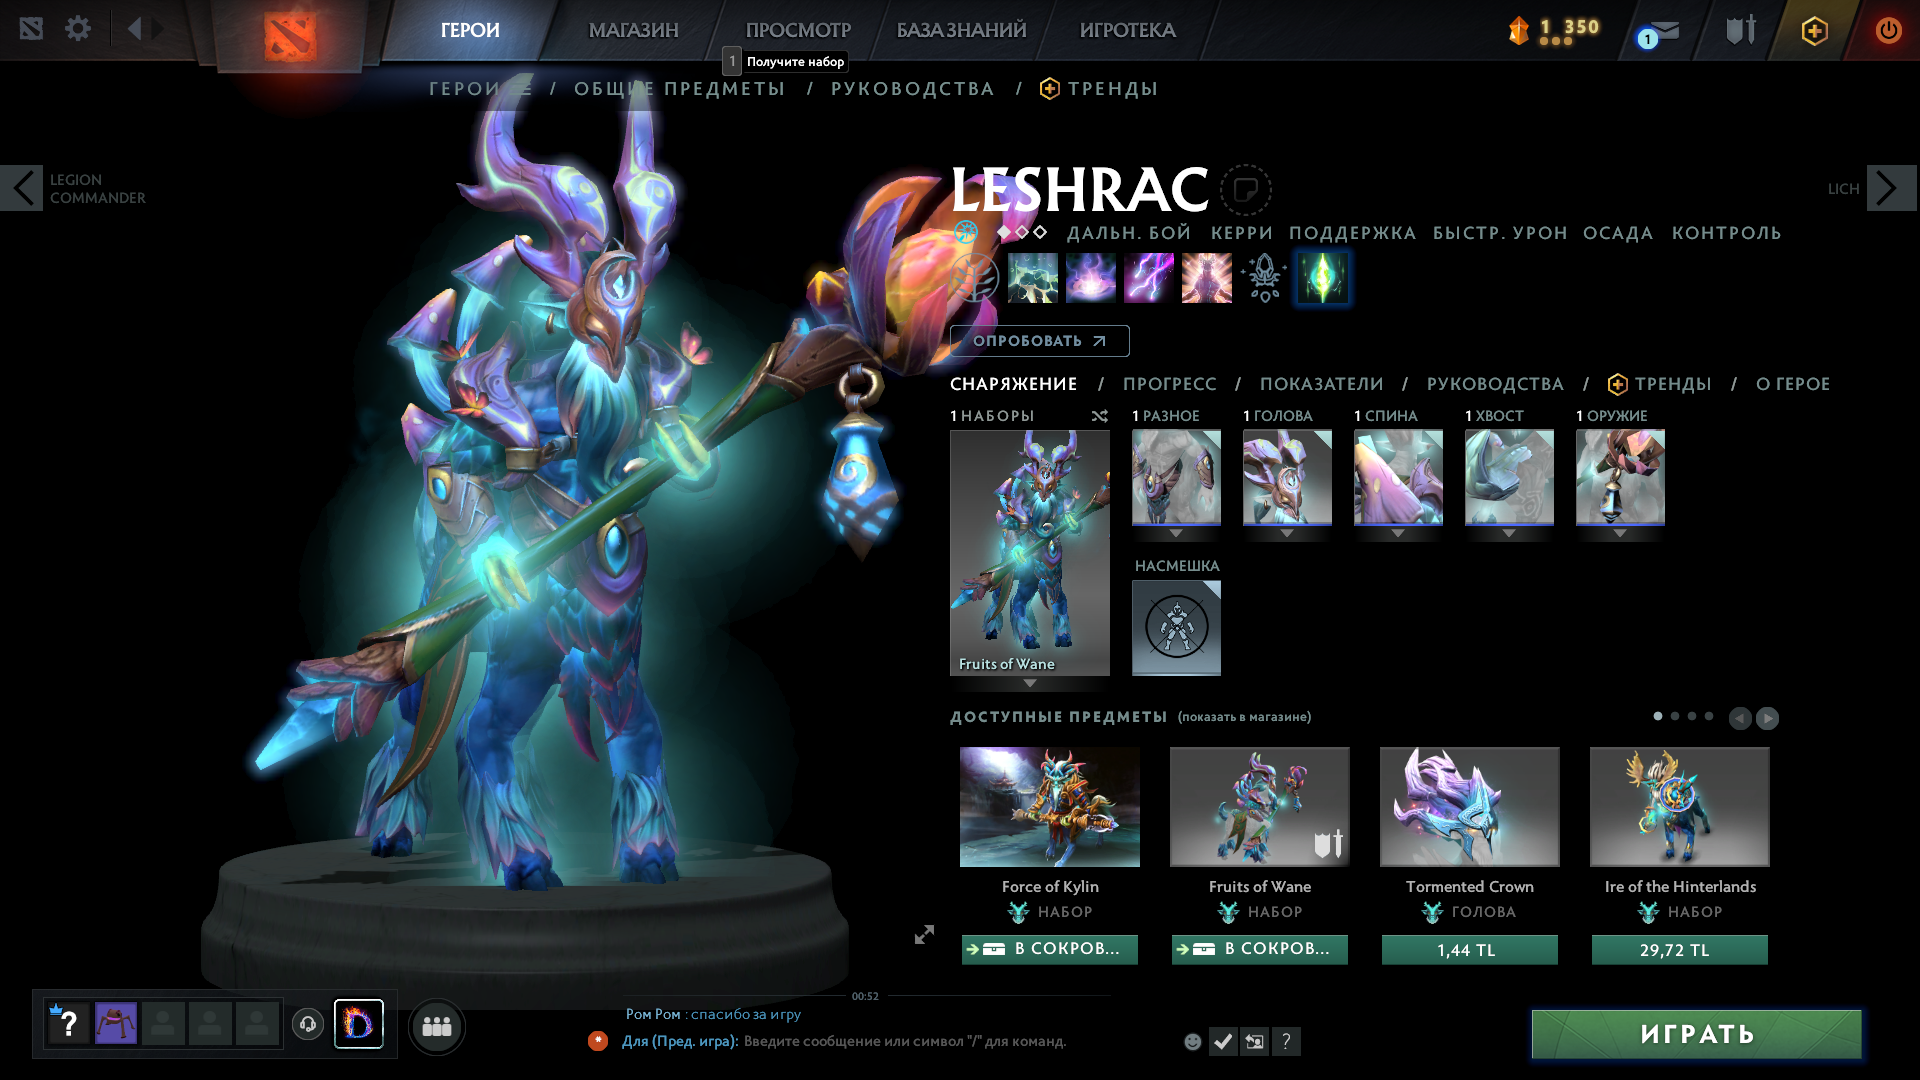 ГЕРОИ
МАГАЗИН
ПРОСМОТР
БАЗА ЗНАНИЙ
ИГРОТЕКА
1 350
1
1 Получите набор
ГЕРОИ / ОБЩИЕ ПРЕДМЕТЫ / РУКОВОДСТВА / ТРЕНДЫ
LEGION
COMMANDER
LESHRAC
LICH
ДАЛЬН. БОЙ КЕРРИ ПОДДЕРЖКА БЫСТР. УРОН ОСАДА КОНТРОЛЬ
ОПРОБОВАТЬ
СНАРЯЖЕНИЕ / ПРОГРЕСС / ПОКАЗАТЕЛИ / РУКОВОДСТВА / ТРЕНДЫ / О ГЕРОЕ
1 НАБОРЫ
1 РАЗНОЕ
1 ГОЛОВА
1 СПИНА
1 ХВОСТ
1 ОРУЖИЕ
НАСМЕШКА
Fruits of Wane
ДОСТУПНЫЕ ПРЕДМЕТЫ (показать в магазине)
Force of Kylin
НАБОР
В СОКРОВ...
Fruits of Wane
НАБОР
В СОКРОВ...
Tormented Crown
ГОЛОВА
1,44 TL
Ire of the Hinterlands
НАБОР
29,72 TL
?
D
00:52
Ром Ром : спасибо за игру
Для (Пред. игра): Введите сообщение или символ "/" для команд.
?
ИГРАТЬ